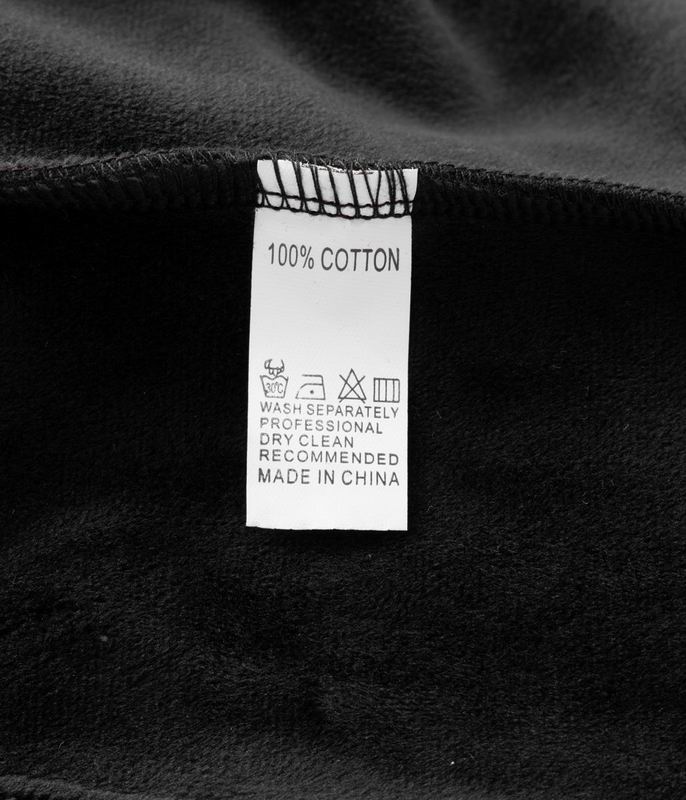 100% COTTON
30°C
WASH SEPARATELY
PROFESSIONAL
DRY CLEAN
RECOMMENDED
MADE IN CHINA